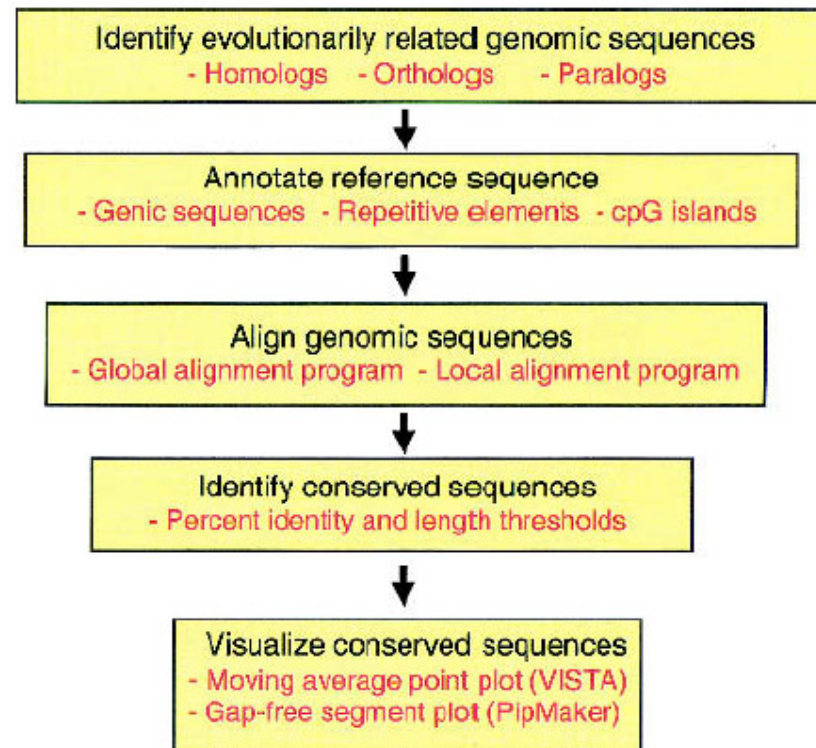 Identify evolutionarily related genomic sequences
- Homologs - Orthologs - Paralogs
Annotate reference sequence
- Genic sequences - Repetitive elements - cpG islands
Align genomic sequences
- Global alignment program - Local alignment program
Identify conserved sequences
- Percent identity and length thresholds
Visualize conserved sequences
- Moving average point plot (VISTA)
- Gap-free segment plot (PipMaker)